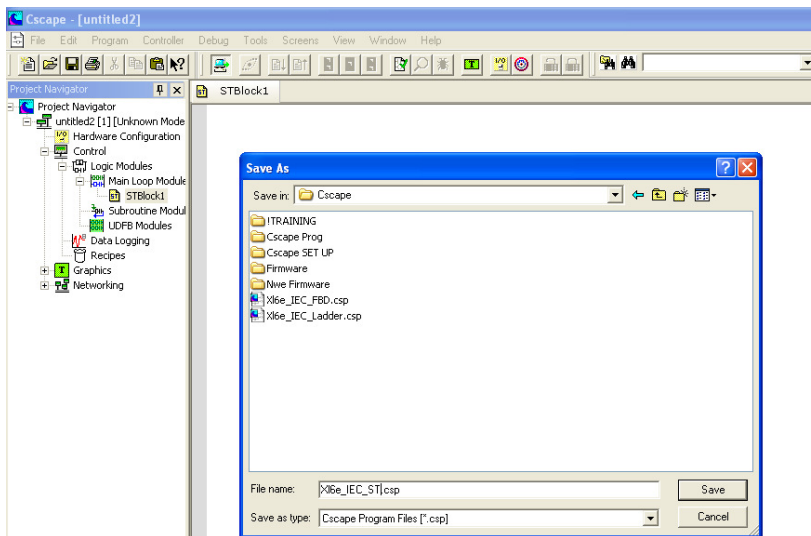 Cscape - [untitled2]
File Edit Program Controller Debug Tools Screens View Window Help
Project Navigator
STBlock1
Project Navigator
untitled2 [1] [Unknown Mode
Hardware Configuration
Control
Logic Modules
Main Loop Module
STBlock1
Subroutine Modul
UDFB Modules
Data Logging
Recipes
Graphics
Networking
Save As
Save in: Cscape
!TRAINING
Cscape Prog
Cscape SET UP
Firmware
Nwe Firmware
Xl6e_IEC_FBD.csp
Xl6e_IEC_Ladder.csp
File name: Xl6e_IEC_ST.csp Save
Save as type: Cscape Program Files [*.csp] Cancel